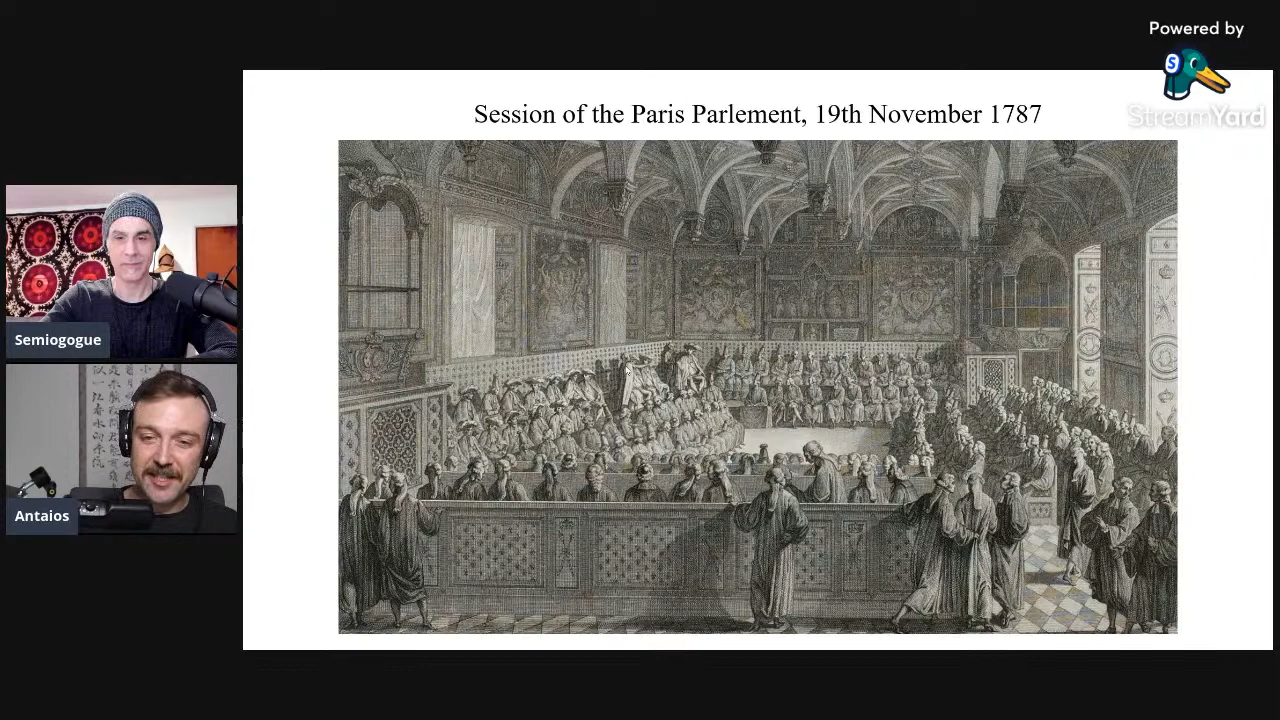 Powered by
StreamYard
Session of the Paris Parlement, 19th November 1787
Semiogogue
Antaios